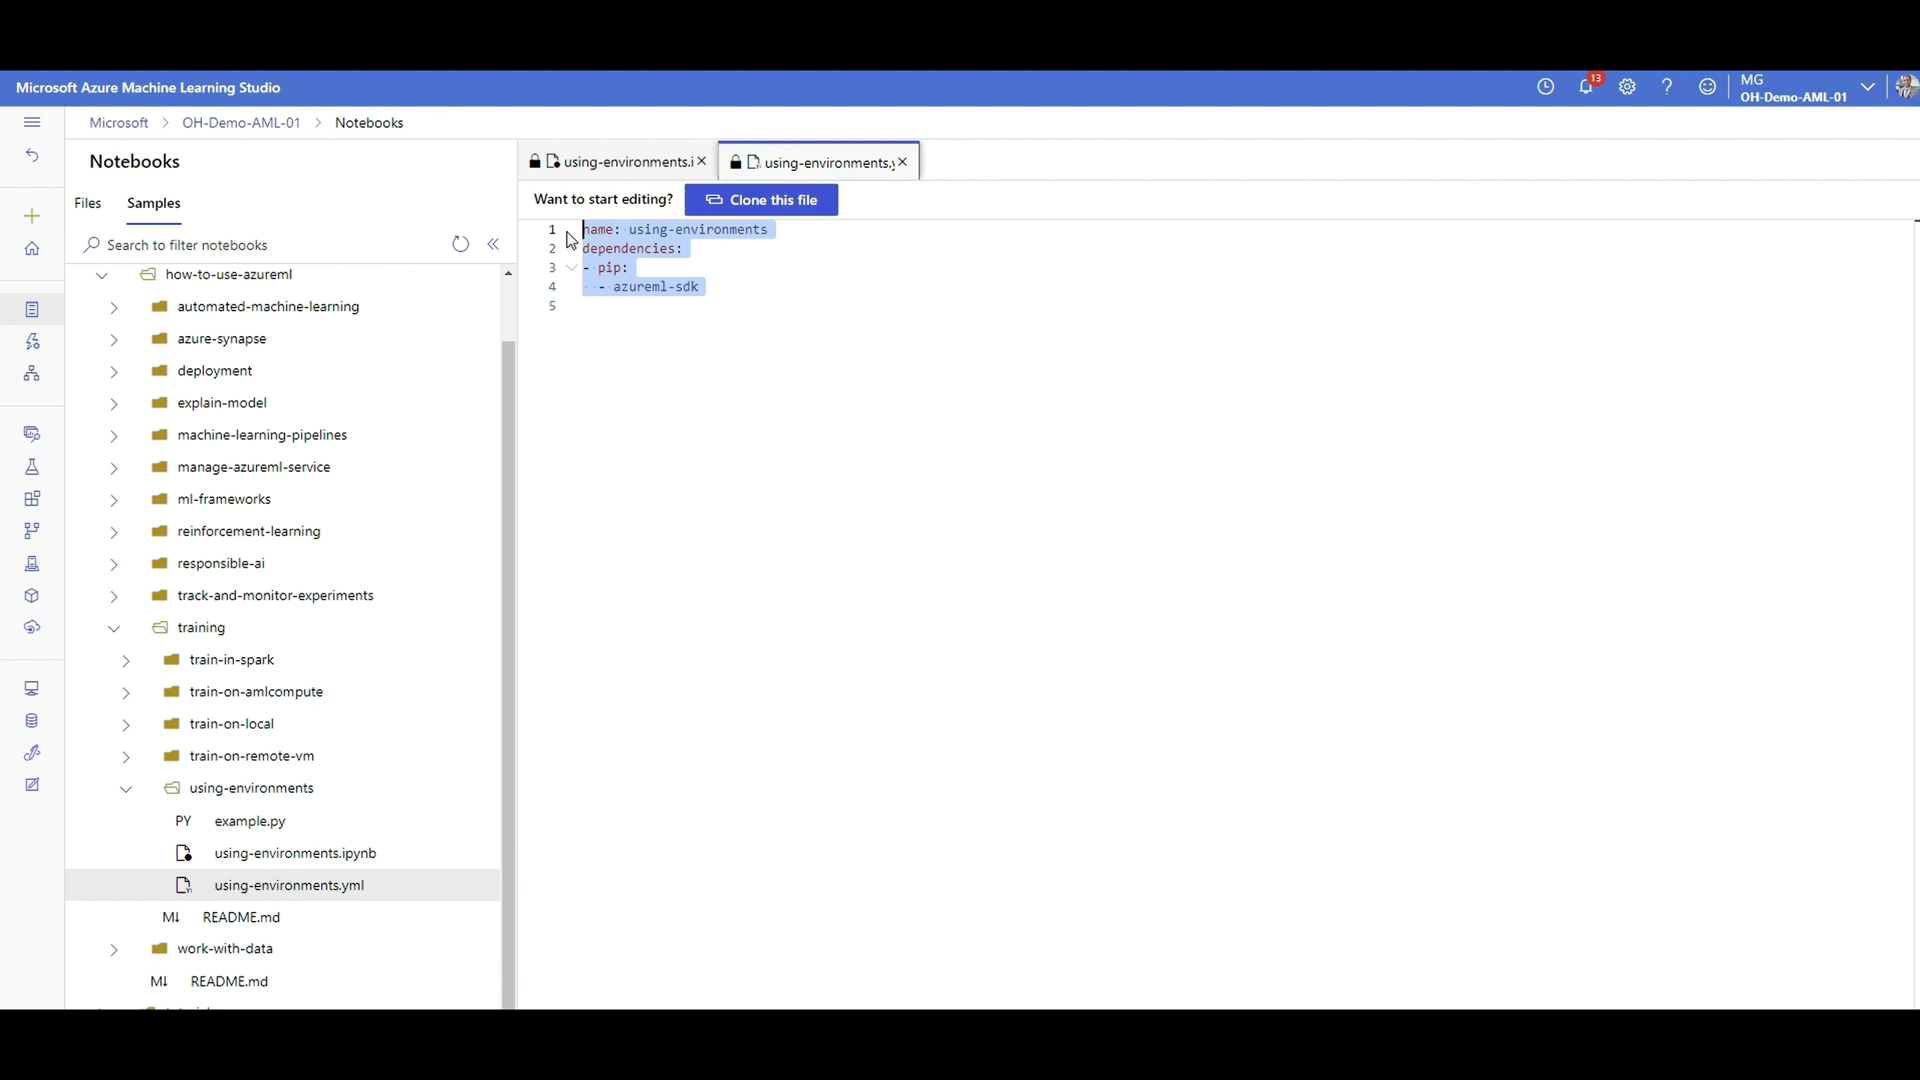 Microsoft Azure Machine Learning Studio
13
MG
OH-Demo-AML-01
Microsoft > OH-Demo-AML-01 > Notebooks
Notebooks
Files Samples
Search to filter notebooks
how-to-use-azureml
automated-machine-learning
azure-synapse
deployment
explain-model
machine-learning-pipelines
manage-azureml-service
ml-frameworks
reinforcement-learning
responsible-ai
track-and-monitor-experiments
training
train-in-spark
train-on-amlcompute
train-on-local
train-on-remote-vm
using-environments
PY example.py
using-environments.ipynb
using-environments.yml
M↓ README.md
work-with-data
M↓ README.md
using-environments.i
using-environments.y
Want to start editing? Clone this file
1 name: using-environments
2 dependencies:
3 - pip:
4 - azureml-sdk
5